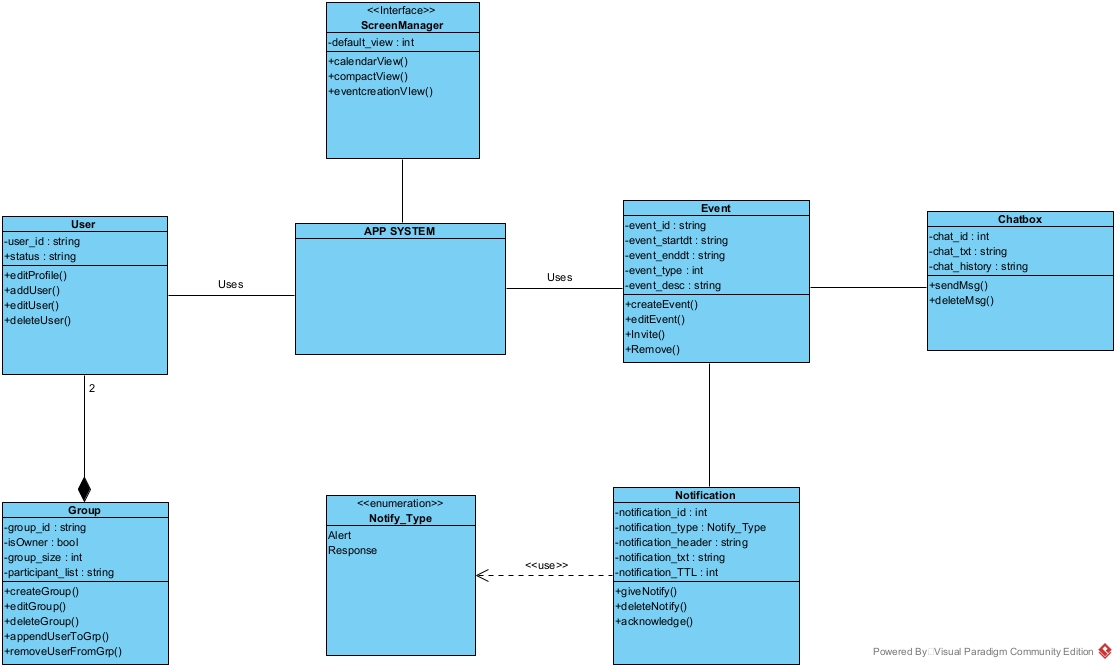 <<Interface>>
ScreenManager
-default_view : int
+calendarView()
+compactView()
+eventcreationVIew()
User
-user_id : string
+status : string
+editProfile()
+addUser()
+editUser()
+deleteUser()
Uses
APP SYSTEM
Uses
Event
-event_id : string
-event_startdt : string
-event_enddt : string
-event_type : int
-event_desc : string
+createEvent()
+editEvent()
+Invite()
+Remove()
Chatbox
-chat_id : int
-chat_txt : string
-chat_history : string
+sendMsg()
+deleteMsg()
2
Group
-group_id : string
-isOwner : bool
-group_size : int
-participant_list : string
+createGroup()
+editGroup()
+deleteGroup()
+appendUserToGrp()
+removeUserFromGrp()
<<enumeration>>
Notify_Type
Alert
Response
<<use>>
Notification
-notification_id : int
-notification_type : Notify_Type
-notification_header : string
-notification_txt : string
-notification_TTL : int
+giveNotify()
+deleteNotify()
+acknowledge()
Powered By Visual Paradigm Community Edition